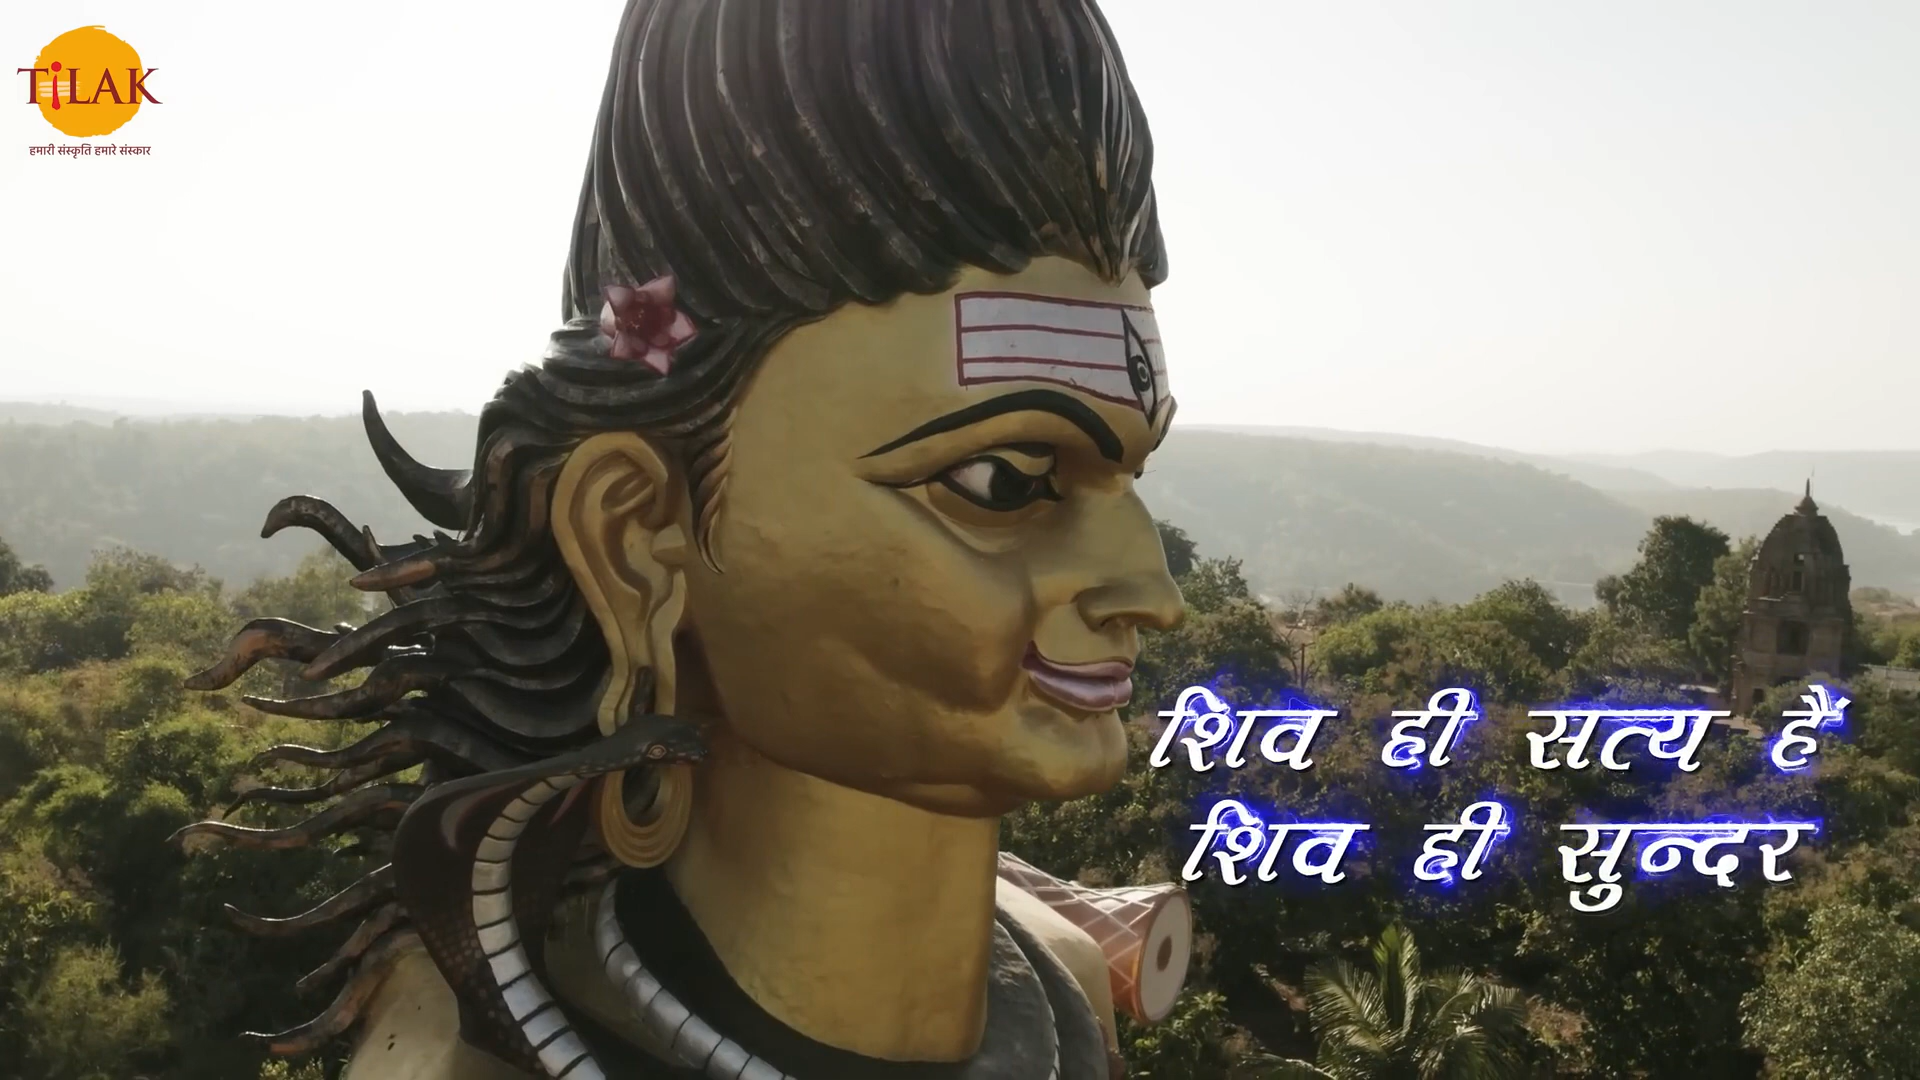 TiLAK
हमारी संस्कृति हमारे संस्कार
शिव ही सत्य हैं
शिव ही सुन्दर